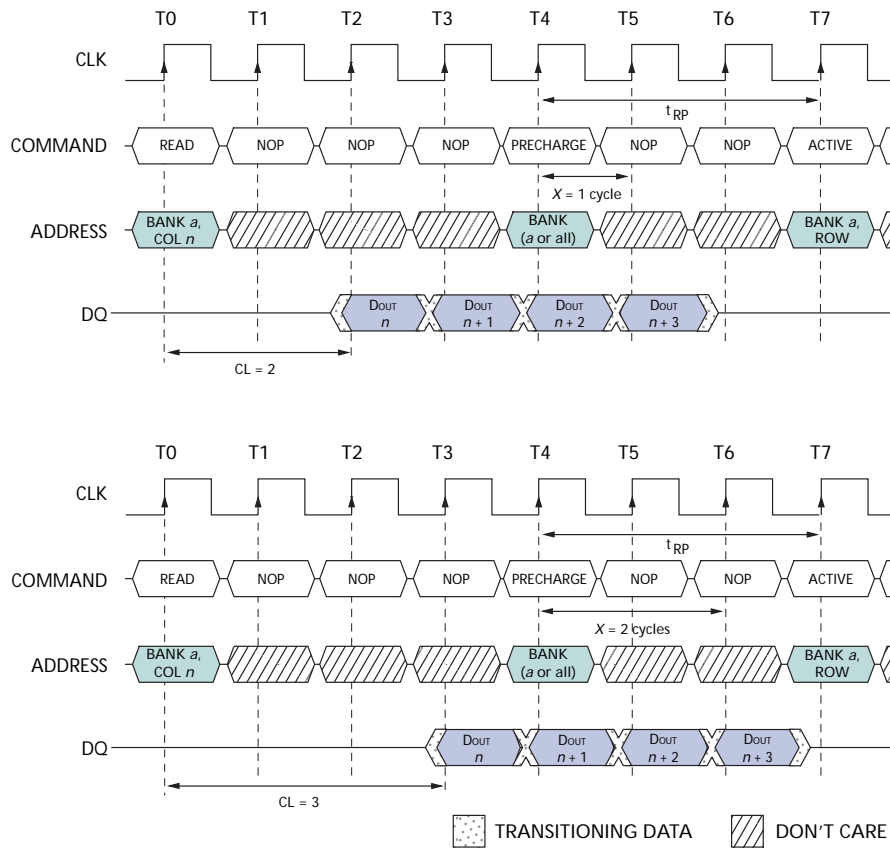 T0 T1 T2 T3 T4 T5 T6 T7
CLK
tRP
COMMAND READ NOP NOP NOP PRECHARGE NOP NOP ACTIVE
X = 1 cycle
ADDRESS BANK a, COL n BANK (a or all) BANK a, ROW
DQ DOUT n DOUT n + 1 DOUT n + 2 DOUT n + 3
CL = 2
T0 T1 T2 T3 T4 T5 T6 T7
CLK
tRP
COMMAND READ NOP NOP NOP PRECHARGE NOP NOP ACTIVE
X = 2 cycles
ADDRESS BANK a, COL n BANK (a or all) BANK a, ROW
DQ DOUT n DOUT n + 1 DOUT n + 2 DOUT n + 3
CL = 3
TRANSITIONING DATA DON'T CARE